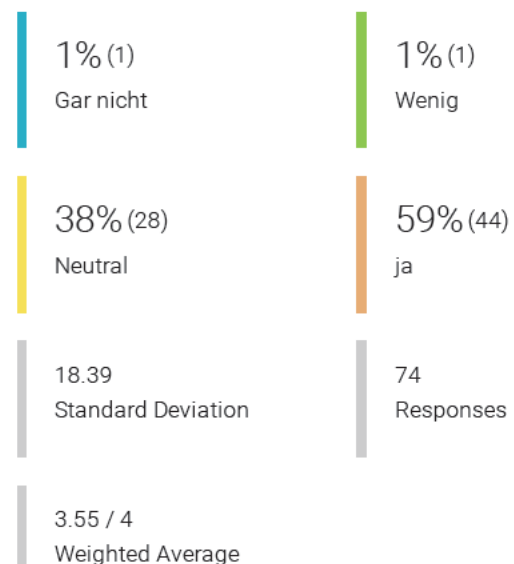 1% (1)
Gar nicht
1% (1)
Wenig
38% (28)
Neutral
59% (44)
ja
18.39
Standard Deviation
74
Responses
3.55 / 4
Weighted Average